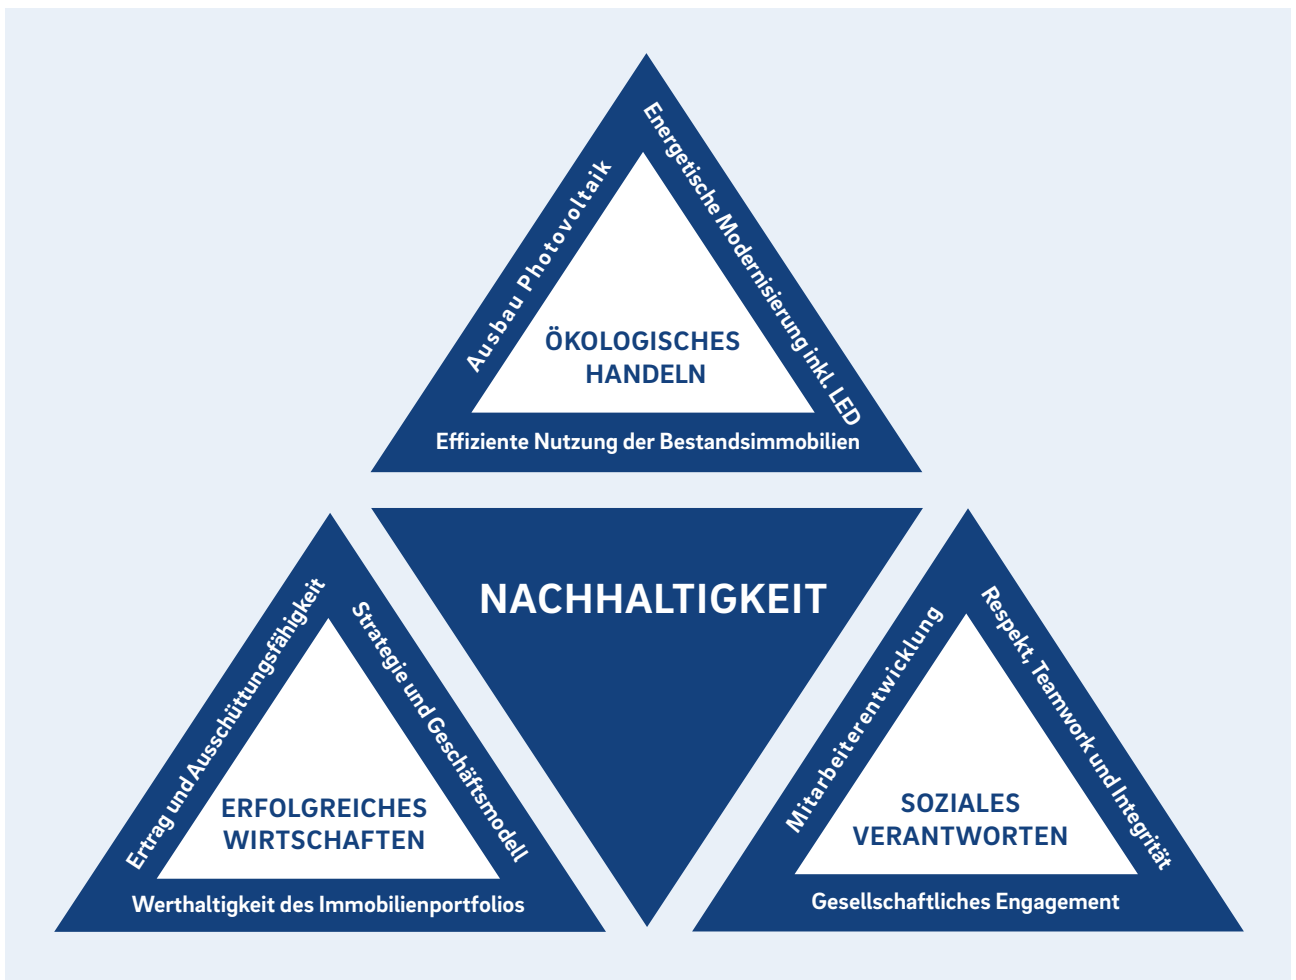 Ausbau Photovoltaik
Energetische Modernisierung inkl. LED
ÖKOLOGISCHES
HANDELN
Effiziente Nutzung der Bestandsimmobilien
NACHHALTIGKEIT
Ertrag und Ausschüttungsfähigkeit
Strategie und Geschäftsmodell
ERFOLGREICHES
WIRTSCHAFTEN
Werthaltigkeit des Immobilienportfolios
Mitarbeiterentwicklung
Respekt, Teamwork und Integrität
SOZIALES
VERANTWORTEN
Gesellschaftliches Engagement